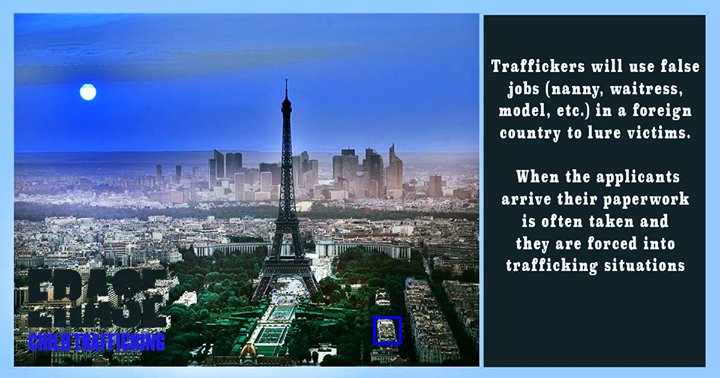 ERASE
ERASE
CHILD TRAFFICKING
Traffickers will use false
jobs (nanny, waitress,
model, etc.) in a foreign
country to lure victims.
When the applicants
arrive their paperwork
is often taken and
they are forced into
trafficking situations